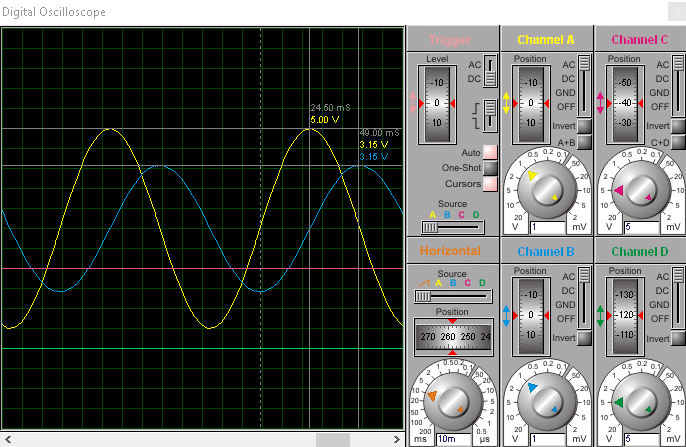 Digital Oscilloscope
24.50 mS
5.00 V
49.00 mS
3.15 V
3.15 V
Trigger
Level
-10
0
10
AC
DC
Auto
One-Shot
Cursors
Source
A B C D
Horizontal
Source
A B C D
Position
270 260 250 24
200 100 50 20 10 5 2 1 0.5 0.2 0.1 50 20 10 5 2 1 0.5
ms 10m µs
Channel A
Position
-10
0
10
AC
DC
GND
OFF
Invert
A+B
20 10 5 2 1 0.5 0.2 0.1 50 20 10 5 2
V 1 mV
Channel B
Position
-10
0
10
AC
DC
GND
OFF
Invert
20 10 5 2 1 0.5 0.2 0.1 50 20 10 5 2
V 1 mV
Channel C
Position
-50
-40
-30
AC
DC
GND
OFF
Invert
C+D
20 10 5 2 1 0.5 0.2 0.1 50 20 10 5 2
V 5 mV
Channel D
Position
-130
-120
-110
AC
DC
GND
OFF
Invert
20 10 5 2 1 0.5 0.2 0.1 50 20 10 5 2
V 5 mV